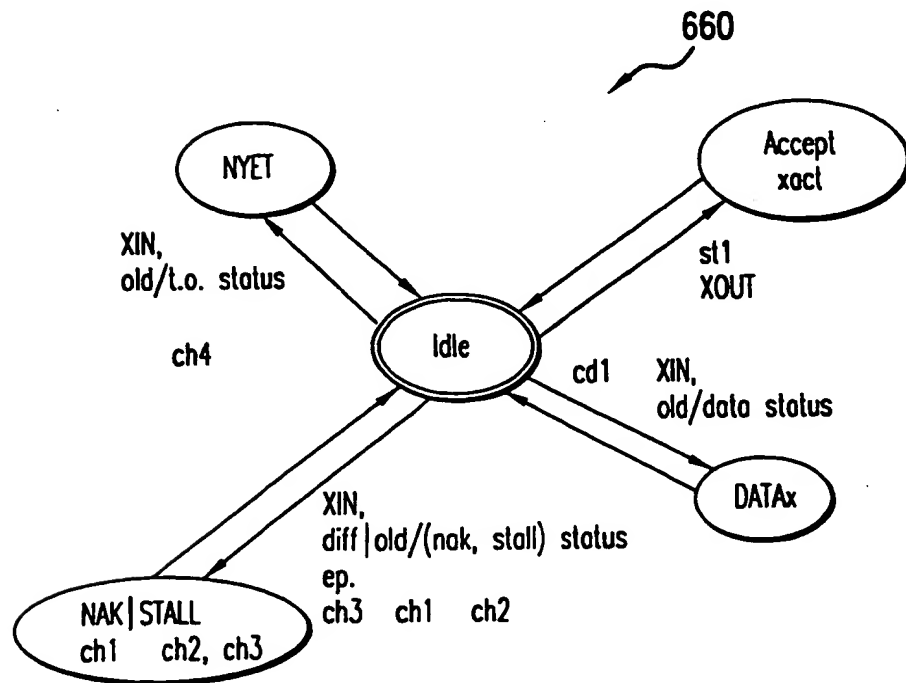 660
NYET
Accept
xact
XIN,
old/t.o. status
st1
XOUT
ch4
Idle
cd1
XIN,
old/data status
DATAx
XIN,
diff|old/(nak, stall) status
ep.
ch3 ch1 ch2
NAK|STALL
ch1 ch2, ch3